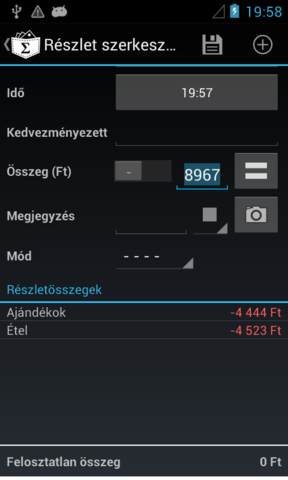 19:58
Részlet szerkesz...
Idő
19:57
Kedvezményezett
Összeg (Ft)
-
8967
Megjegyzés
Mód
- - - -
Részletösszegek
Ajándékok
-4 444 Ft
Étel
-4 523 Ft
Felosztatlan összeg
0 Ft